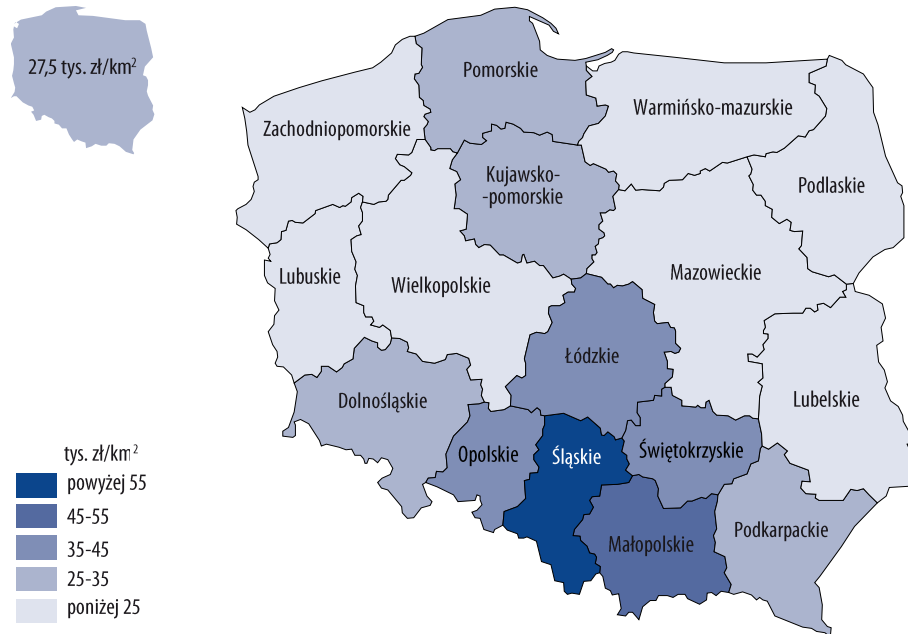 27,5 tys. zł/km²
Pomorskie
Warmińsko-mazurskie
Zachodniopomorskie
Kujawsko-
-pomorskie
Podlaskie
Lubuskie
Wielkopolskie
Mazowieckie
Łódzkie
Dolnośląskie
Lubelskie
Opolskie
Śląskie
Świętokrzyskie
Małopolskie
Podkarpackie
tys. zł/km²
powyżej 55
45-55
35-45
25-35
poniżej 25